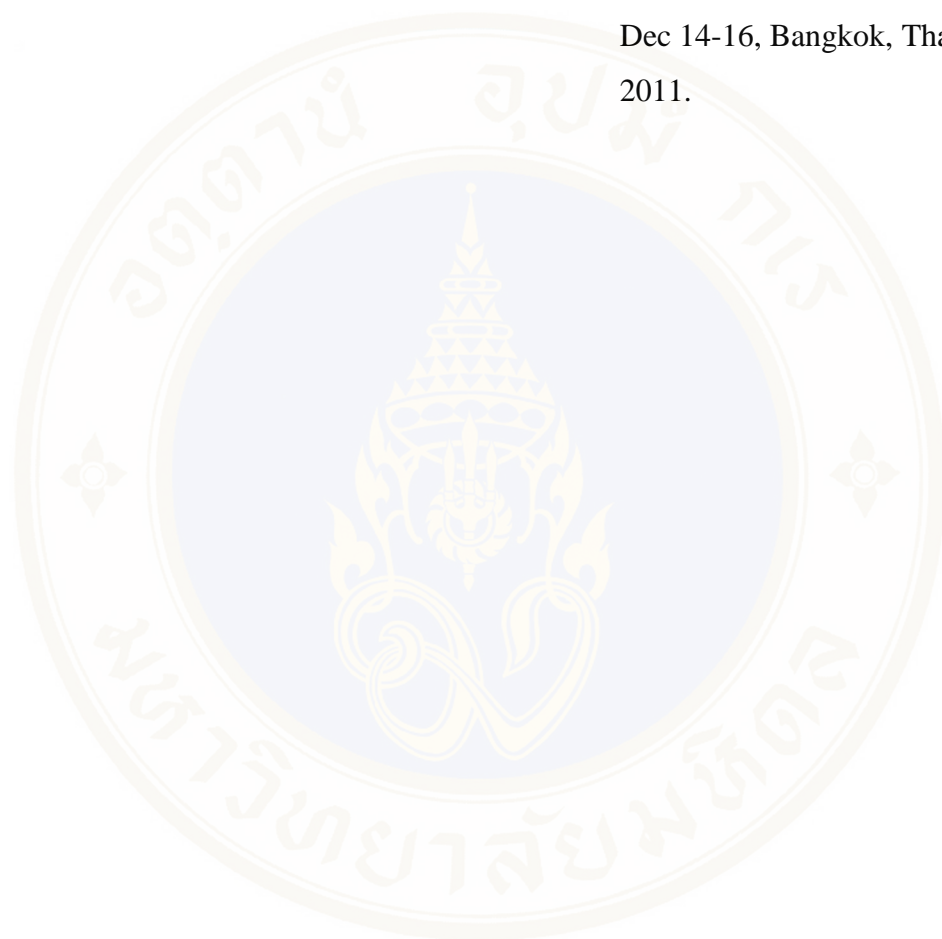 Dec 14-16, Bangkok, Tha
2011.
อตฺตานํ อุปมํ กเร
มหาวิทยาลัยมหิดล